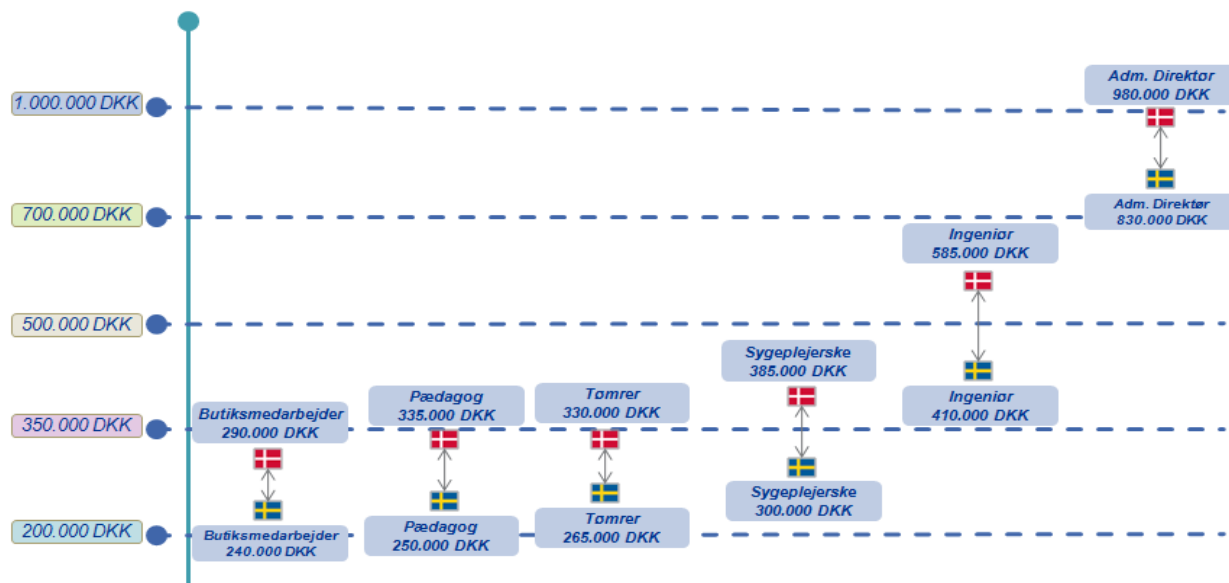 1.000.000 DKK
700.000 DKK
500.000 DKK
350.000 DKK
200.000 DKK
Butiksmedarbejder
290.000 DKK
Butiksmedarbejder
240.000 DKK
Pædagog
335.000 DKK
Pædagog
250.000 DKK
Tømrer
330.000 DKK
Tømrer
265.000 DKK
Sygeplejerske
385.000 DKK
Sygeplejerske
300.000 DKK
Ingeniør
585.000 DKK
Ingeniør
410.000 DKK
Adm. Direktør
980.000 DKK
Adm. Direktør
830.000 DKK